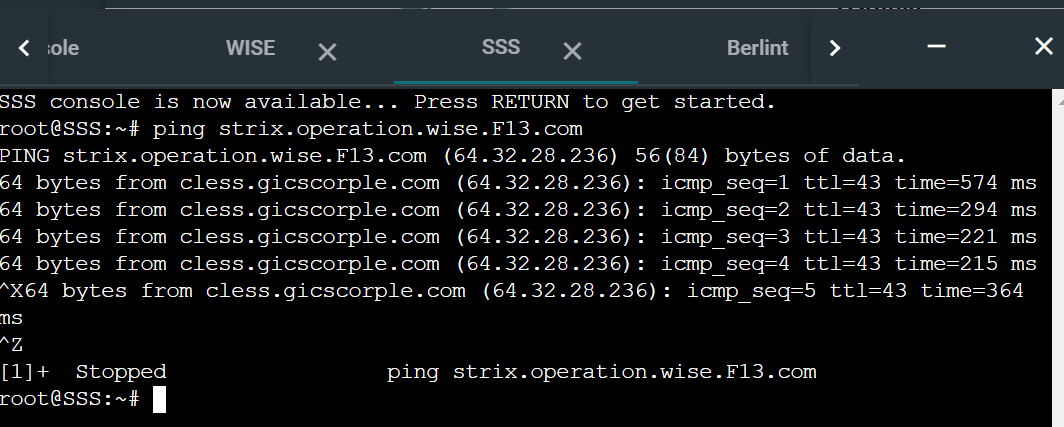 sole WISE SSS Berlint
SSS console is now available... Press RETURN to get started.
root@SSS:~# ping strix.operation.wise.F13.com
PING strix.operation.wise.F13.com (64.32.28.236) 56(84) bytes of data.
64 bytes from cless.gicscorple.com (64.32.28.236): icmp_seq=1 ttl=43 time=574 ms
64 bytes from cless.gicscorple.com (64.32.28.236): icmp_seq=2 ttl=43 time=294 ms
64 bytes from cless.gicscorple.com (64.32.28.236): icmp_seq=3 ttl=43 time=221 ms
64 bytes from cless.gicscorple.com (64.32.28.236): icmp_seq=4 ttl=43 time=215 ms
^X64 bytes from cless.gicscorple.com (64.32.28.236): icmp_seq=5 ttl=43 time=364
ms
^Z
[1]+  Stopped                 ping strix.operation.wise.F13.com
root@SSS:~#